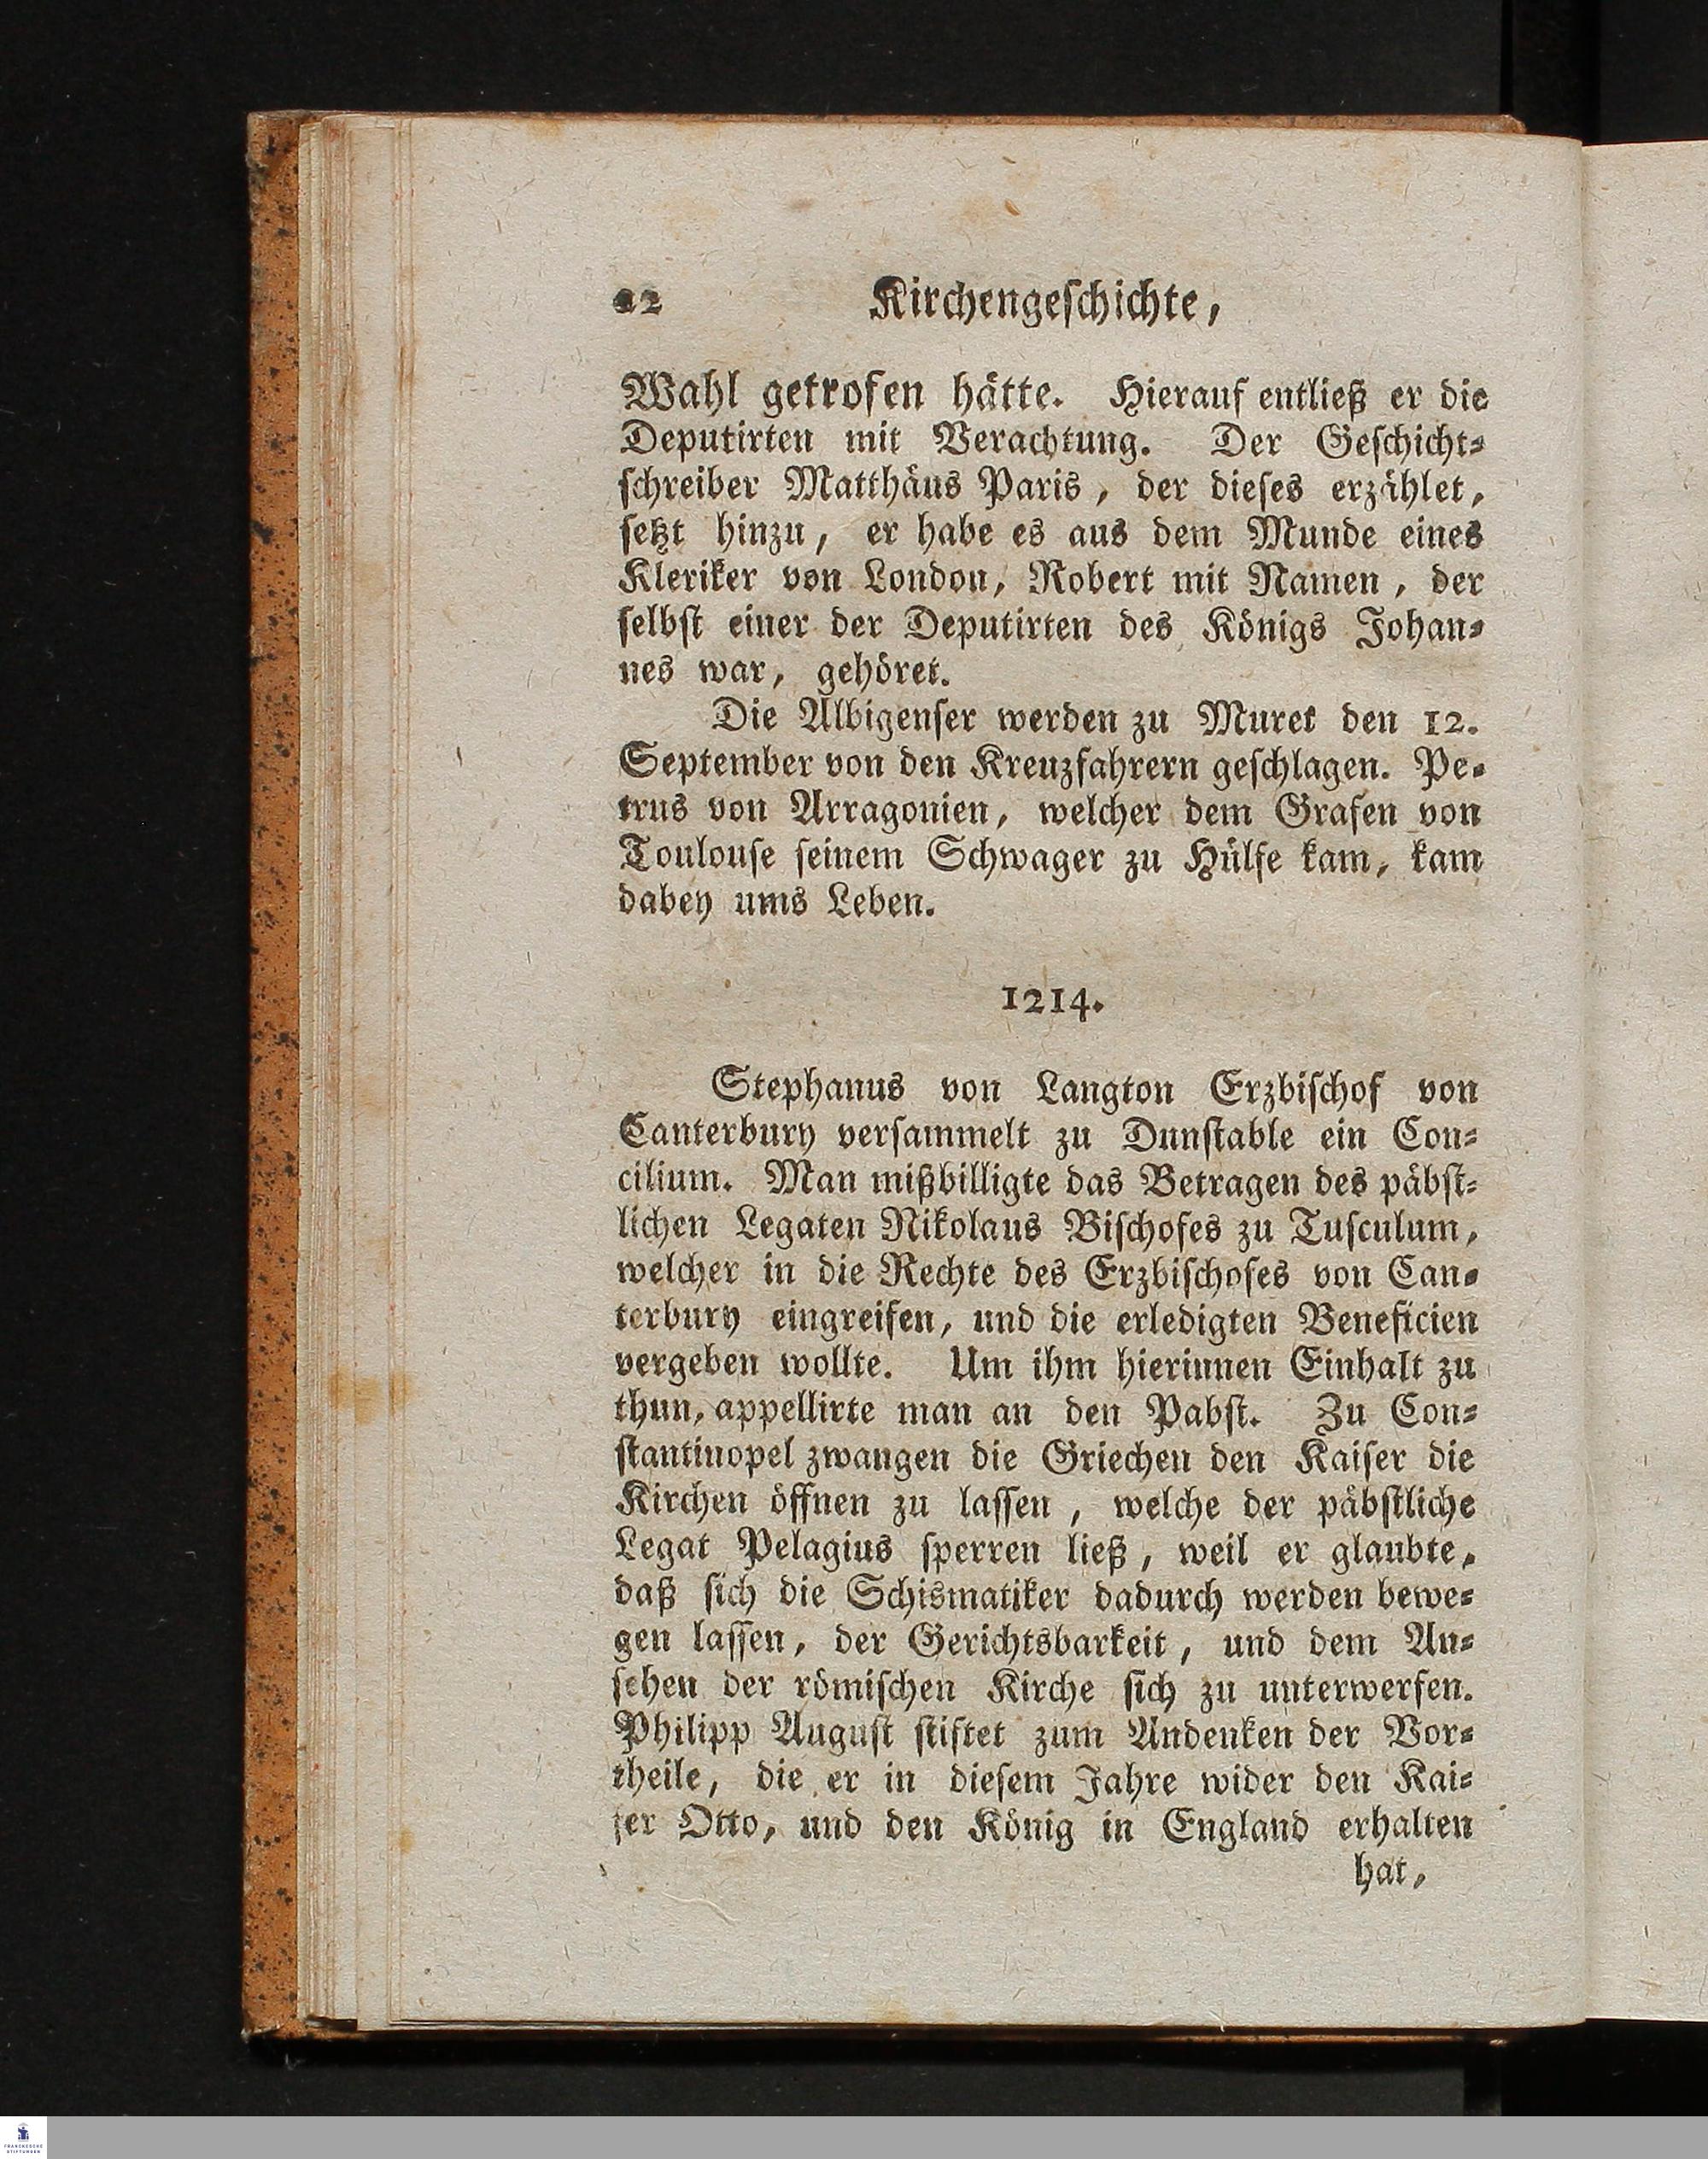 22 Kirchengeschichte,
Wahl getrofen hätte. Hierauf entließ er die
Deputirten mit Verachtung. Der Geschicht-
schreiber Matthäus Paris, der dieses erzählet,
setzt hinzu, er habe es aus dem Munde eines
Kleriker von London, Robert mit Namen, der
selbst einer der Deputirten des Königs Johan-
nes war, gehöret.
Die Albigenser werden zu Muret den 12.
September von den Kreuzfahrern geschlagen. Pe-
trus von Arragonien, welcher dem Grafen von
Toulouse seinem Schwager zu Hülfe kam, kam
dabey ums Leben.
1214.
Stephanus von Langton Erzbischof von
Canterbury versammelt zu Dunstable ein Con-
cilium. Man mißbilligte das Betragen des päbst-
lichen Legaten Nikolaus Bischofes zu Tusculum,
welcher in die Rechte des Erzbischofes von Can-
terbury eingreifen, und die erledigten Beneficien
vergeben wollte. Um ihm hierinnen Einhalt zu
thun, appellirte man an den Pabst. Zu Con-
stantinopel zwangen die Griechen den Kaiser die
Kirchen öffnen zu lassen, welche der päbstliche
Legat Pelagius sperren ließ, weil er glaubte,
daß sich die Schismatiker dadurch werden bewe-
gen lassen, der Gerichtsbarkeit, und dem An-
sehen der römischen Kirche sich zu unterwerfen.
Philipp August stiftet zum Andenken der Vor-
theile, die er in diesem Jahre wider den Kai-
ser Otto, und den König in England erhalten
hat,
FRANCKESCHE
STIFTUNGEN